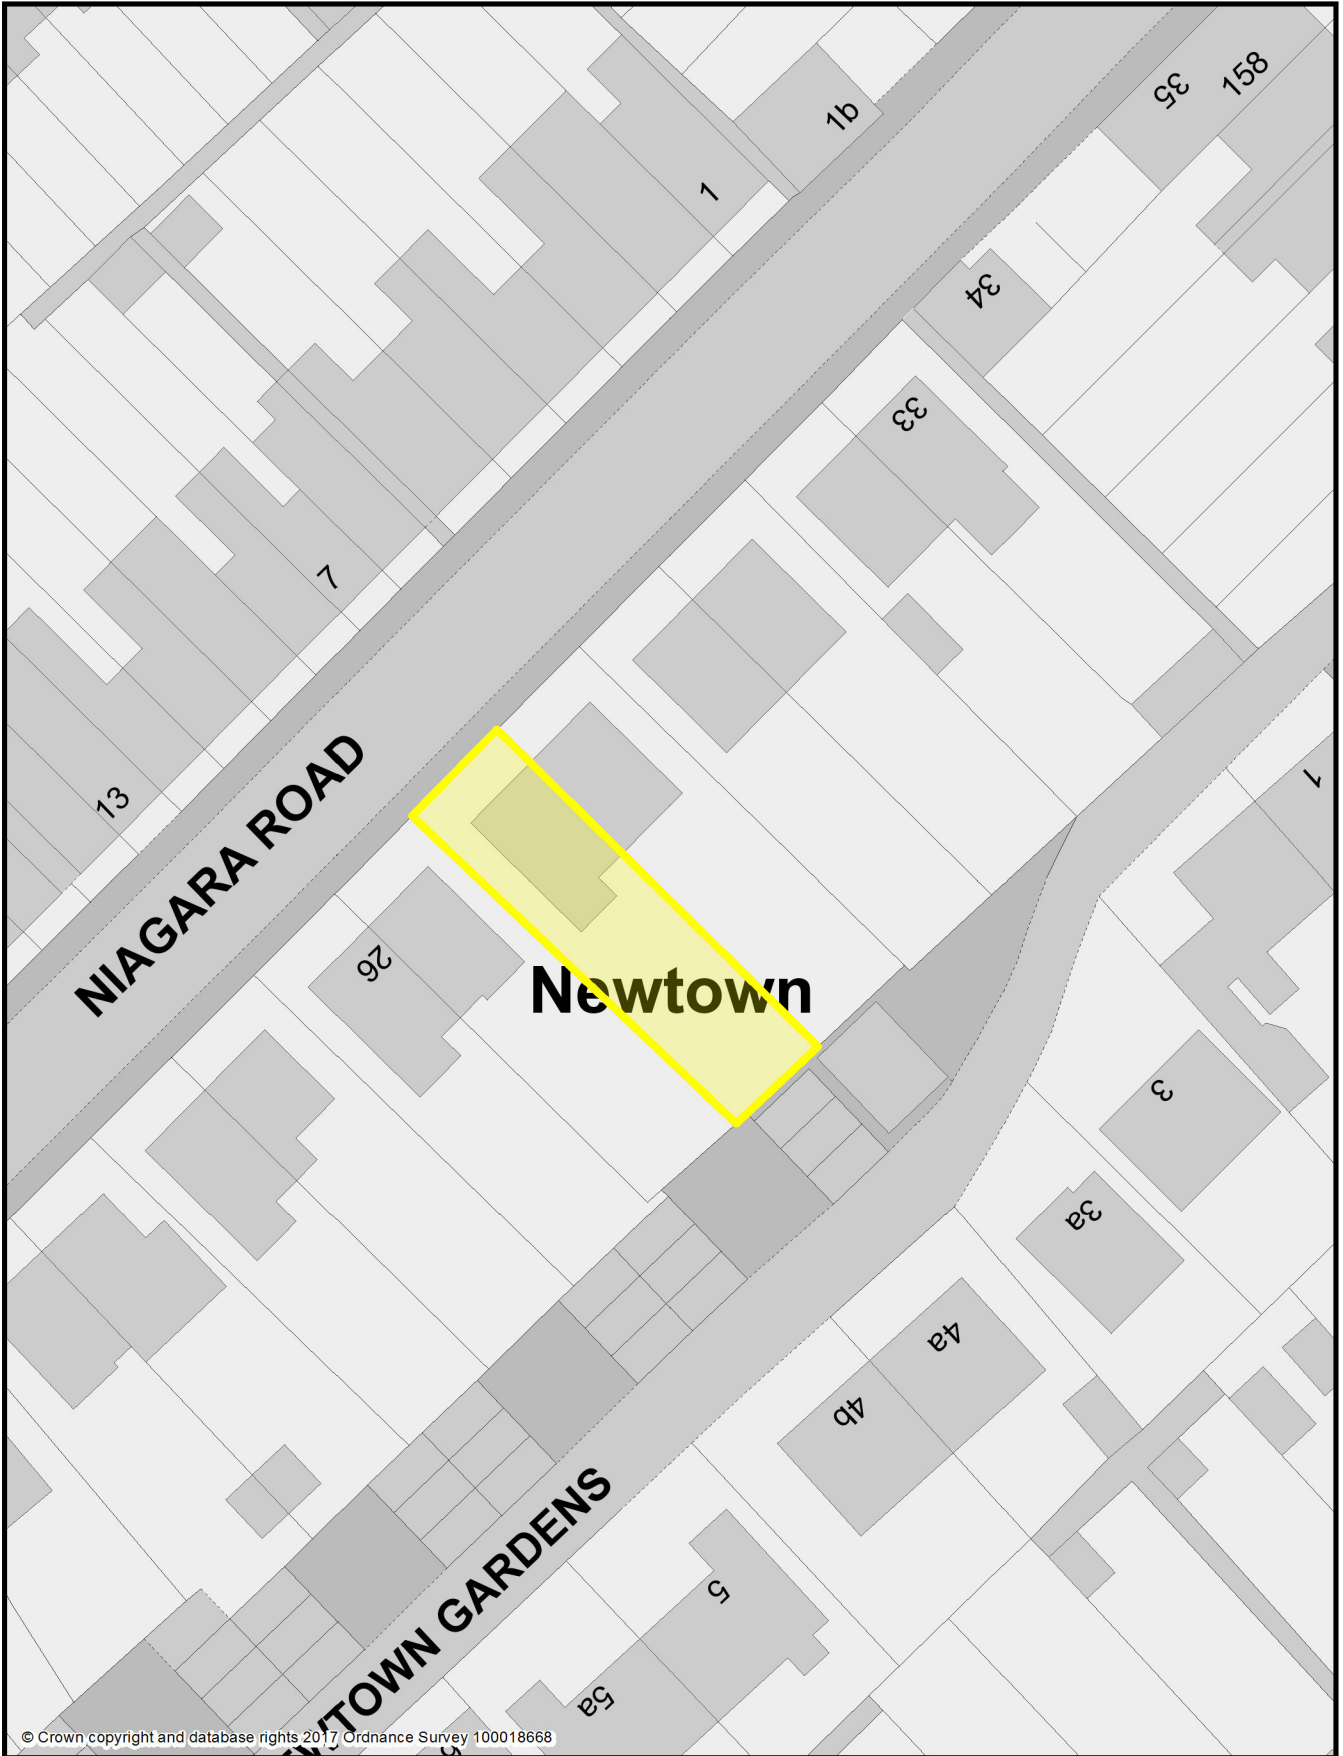 158
35
1b
1
34
33
7
1
13
NIAGARA ROAD
26
Newtown
3
3a
4a
4b
5
5a
WTOWN GARDENS
© Crown copyright and database rights 2017 Ordnance Survey 100018668